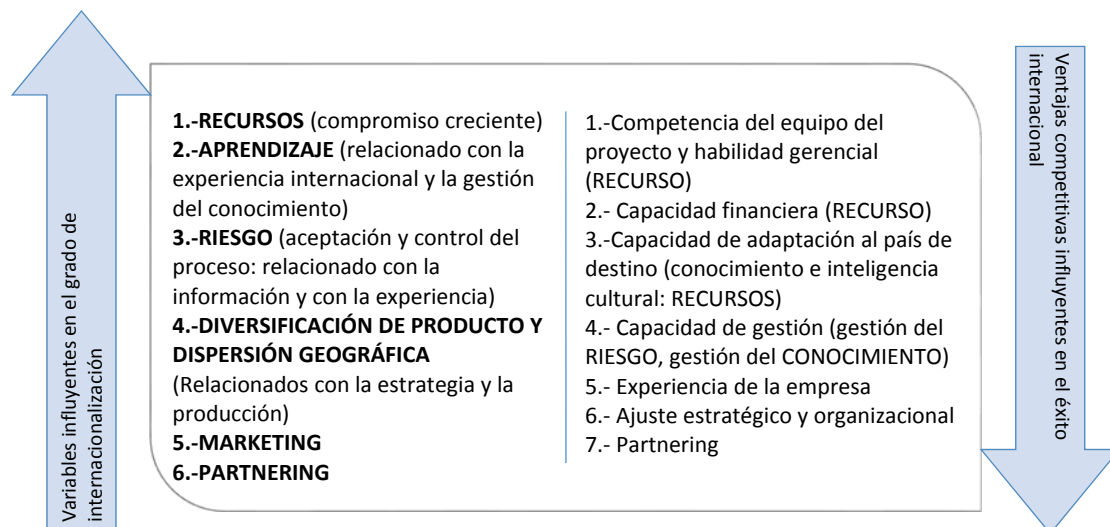 Variables influyentes en el grado de
internacionalización
1.-RECURSOS (compromiso creciente)
2.-APRENDIZAJE (relacionado con la
experiencia internacional y la gestión
del conocimiento)
3.-RIESGO (aceptación y control del
proceso: relacionado con la
información y con la experiencia)
4.-DIVERSIFICACIÓN DE PRODUCTO Y
DISPERSIÓN GEOGRÁFICA
(Relacionados con la estrategia y la
producción)
5.-MARKETING
6.-PARTNERING
1.-Competencia del equipo del
proyecto y habilidad gerencial
(RECURSO)
2.- Capacidad financiera (RECURSO)
3.-Capacidad de adaptación al país de
destino (conocimiento e inteligencia
cultural: RECURSOS)
4.- Capacidad de gestión (gestión del
RIESGO, gestión del CONOCIMIENTO)
5.- Experiencia de la empresa
6.- Ajuste estratégico y organizacional
7.- Partnering
Ventajas competitivas influyentes en el éxito
internacional